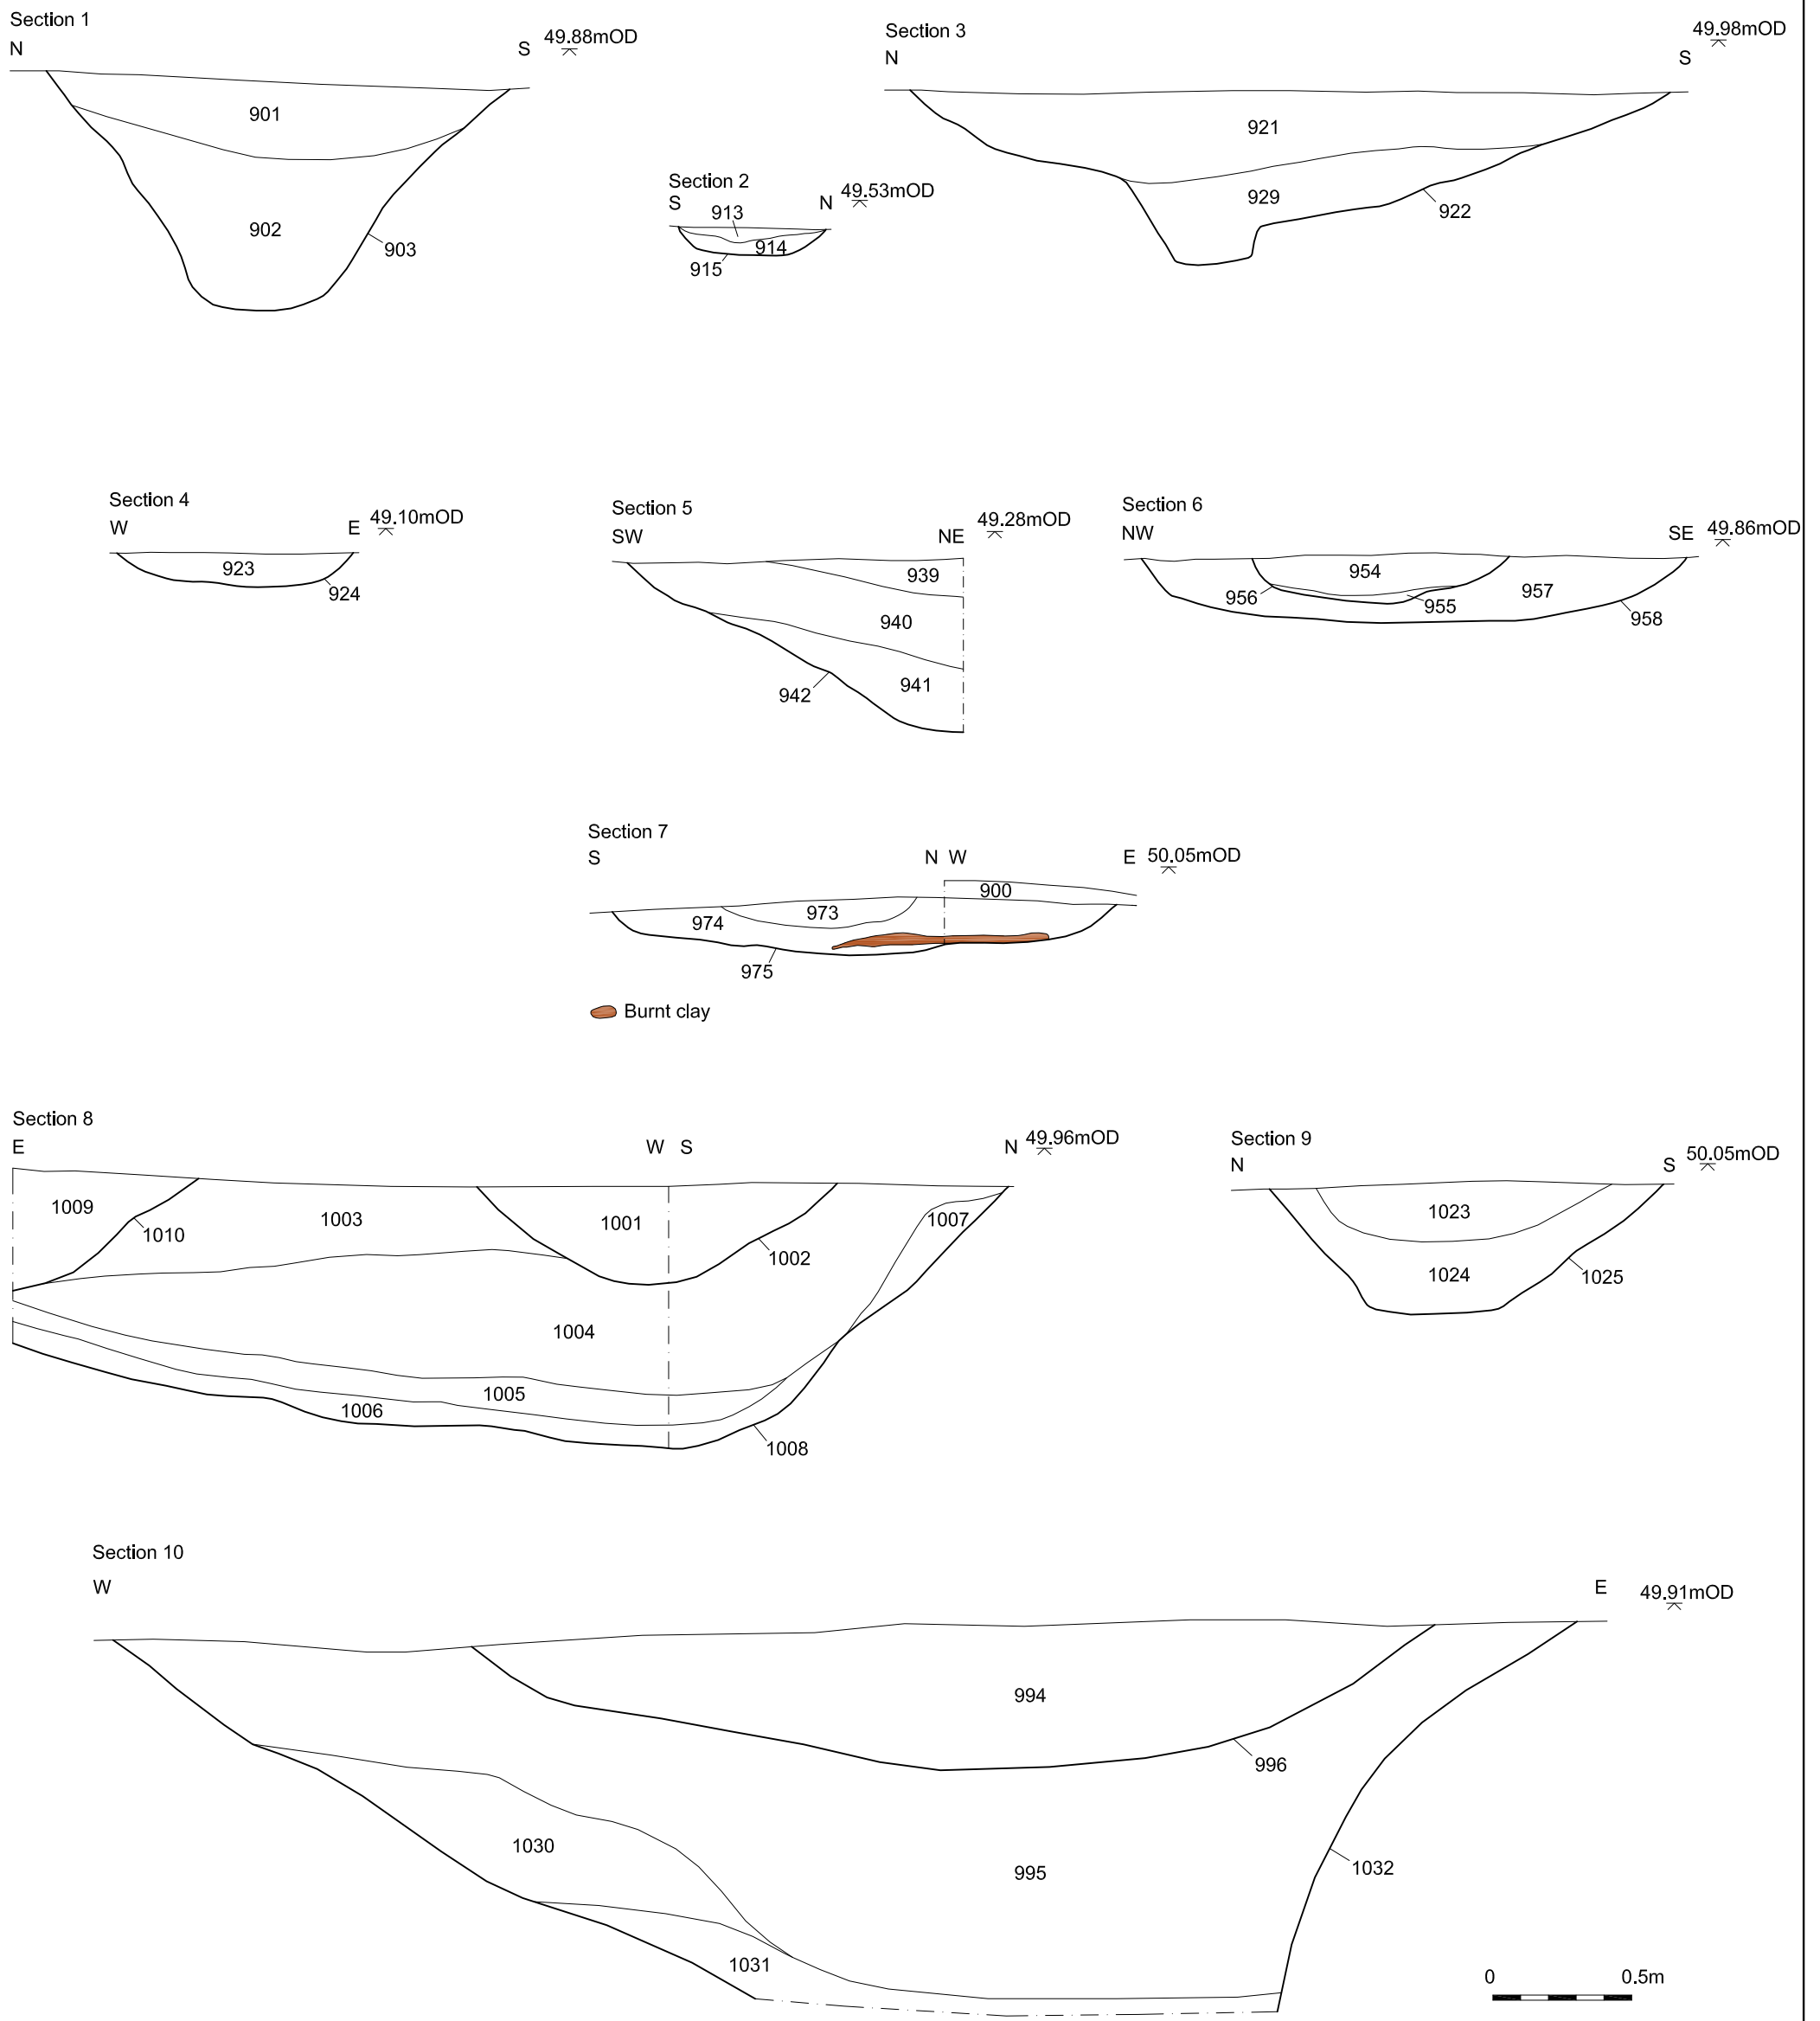 Section 1
N S 49.88mOD
901
902
903
Section 2
S N 49.53mOD
913
914
915
Section 3
N S 49.98mOD
921
929
922
Section 4
W E 49.10mOD
923
924
Section 5
SW NE 49.28mOD
939
940
941
942
Section 6
NW SE 49.86mOD
954
957
956
955
958
Section 7
S N W E 50.05mOD
900
973
974
975
Burnt clay
Section 8
E W S N 49.96mOD
1009
1003
1001
1007
1010
1002
1004
1005
1006
1008
Section 9
N S 50.05mOD
1023
1024
1025
Section 10
W E 49.91mOD
994
996
1030
995
1032
1031
0 0.5m